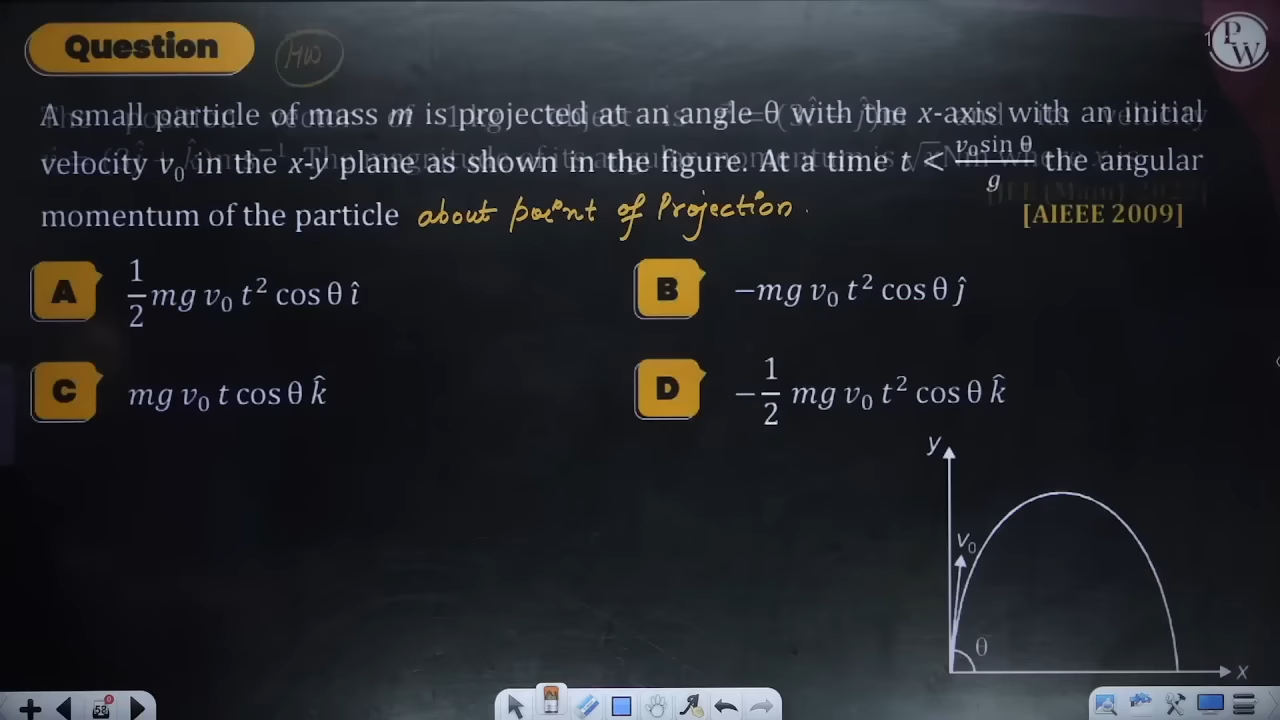 Question
HW
PW
A small particle of mass m is projected at an angle θ with the x-axis with an initial
velocity v₀ in the x-y plane as shown in the figure. At a time t < v₀ sin θ / g the angular
momentum of the particle about point of Projection.
[AIEEE 2009]
A 1/2 mg v₀ t² cos θ î
B −mg v₀ t² cos θ ĵ
C mg v₀ t cos θ k̂
D −1/2 mg v₀ t² cos θ k̂
y
v₀
θ
x
53